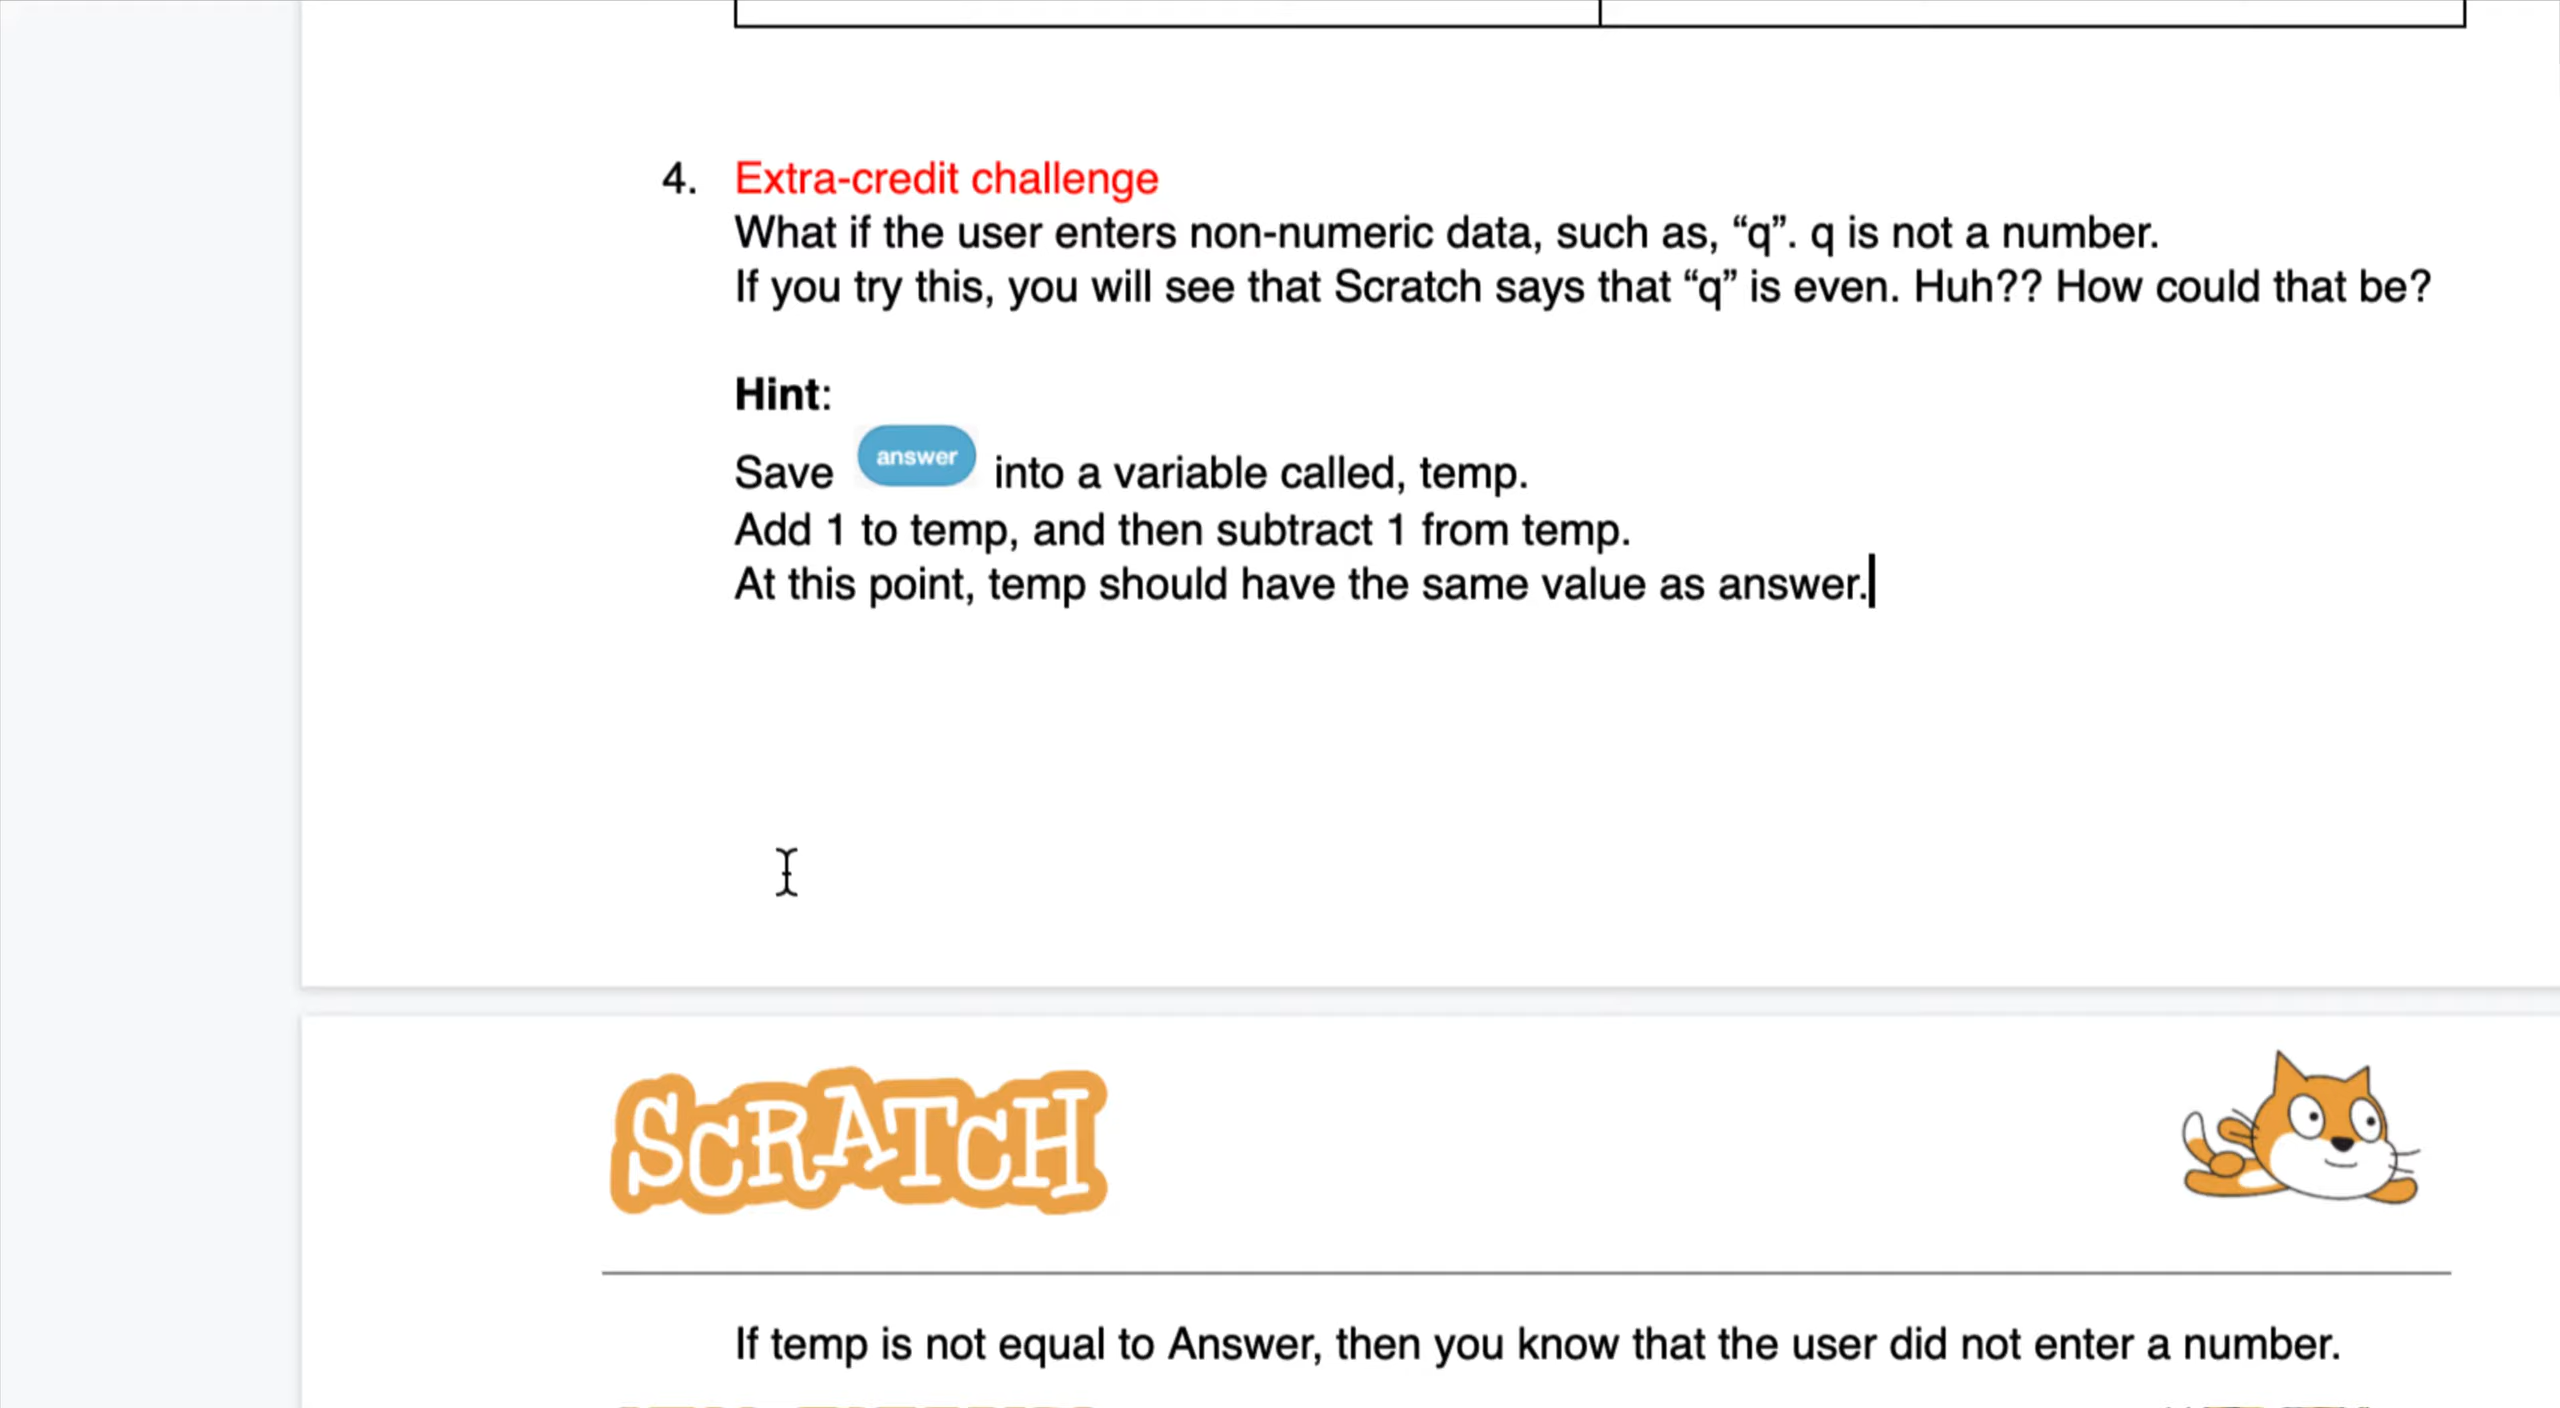 4. Extra-credit challenge
What if the user enters non-numeric data, such as, “q”. q is not a number.
If you try this, you will see that Scratch says that “q” is even. Huh?? How could that be?
Hint:
Save answer into a variable called, temp.
Add 1 to temp, and then subtract 1 from temp.
At this point, temp should have the same value as answer.
SCRATCH
If temp is not equal to Answer, then you know that the user did not enter a number.